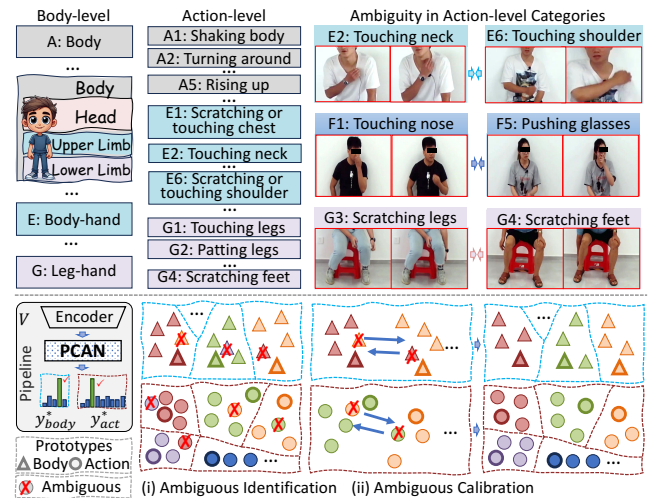 Body-level
A: Body
...
Body
Head
Upper Limb
Lower Limb
E: Body-hand
...
G: Leg-hand
Action-level
A1: Shaking body
A2: Turning around
...
A5: Rising up
E1: Scratching or
touching chest
E2: Touching neck
...
E6: Scratching or
touching shoulder
...
G1: Touching legs
G2: Patting legs
...
G4: Scratching feet
Ambiguity in Action-level Categories
E2: Touching neck
E6: Touching shoulder
F1: Touching nose
F5: Pushing glasses
G3: Scratching legs
G4: Scratching feet
V
Encoder
PCAN
Pipeline
y*body
y*act
Prototypes
Body
Action
Ambiguous
...
...
...
...
...
...
(i) Ambiguous Identification
(ii) Ambiguous Calibration